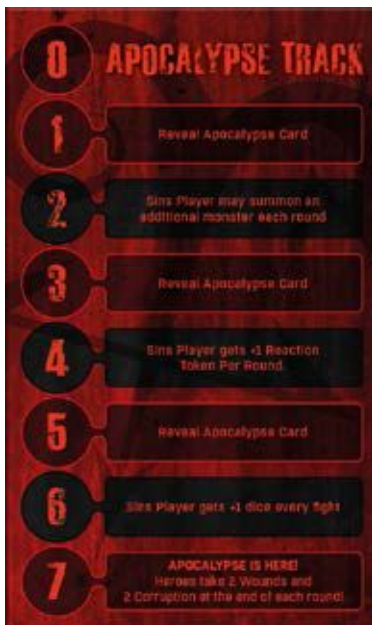 0 APOCALYPSE TRACK
1 Reveal Apocalypse Card
2 Sins Player may summon an
additional monster each round
3 Reveal Apocalypse Card
4 Sins Player gets +1 Reaction
Token Per Round
5 Reveal Apocalypse Card
6 Sins Player gets +1 dice every fight
7 APOCALYPSE IS HERE!
Heroes take 2 Wounds and
2 Corruption at the end of each round!